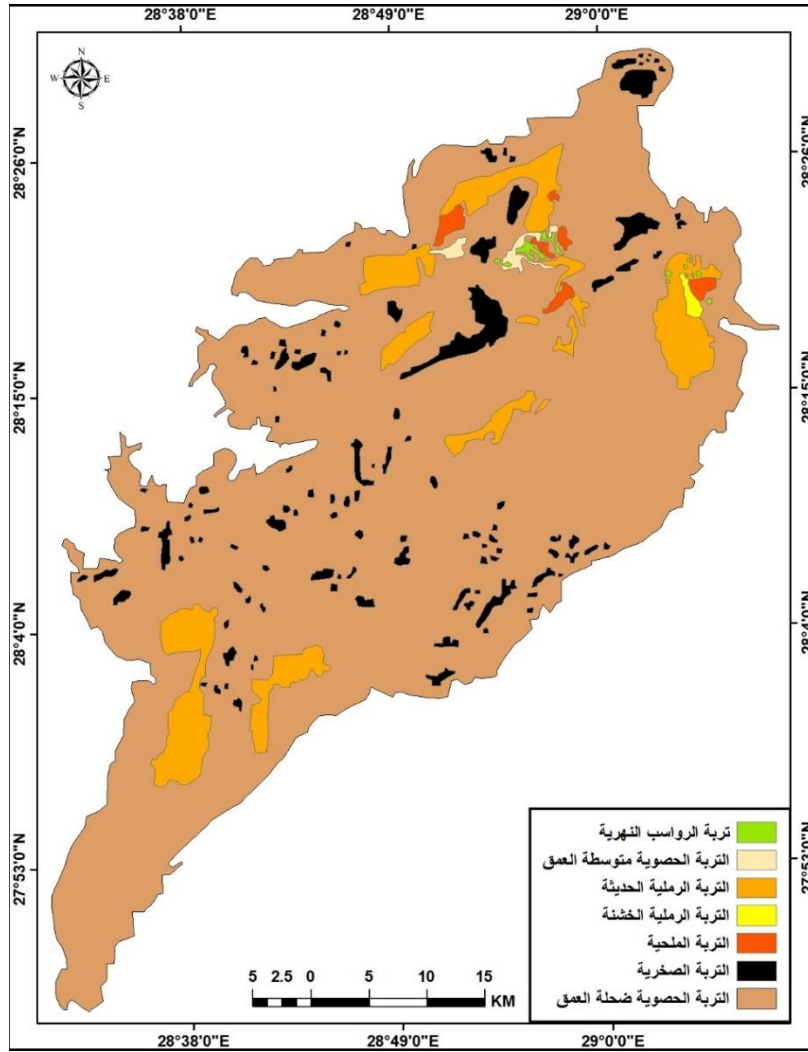 28°38'0"E 28°49'0"E 29°0'0"E
N
W E
S
28°26'0"N 28°26'0"N
28°15'0"N 28°15'0"N
28°4'0"N 28°4'0"N
27°53'0"N 27°53'0"N
تربة الرواسب النهرية
التربة الحصوية متوسطة العمق
التربة الرملية الحديثة
التربة الرملية الخشنة
التربة الملحية
التربة الصخرية
التربة الحصوية ضحلة العمق
5 2.5 0 5 10 15
KM
28°38'0"E 28°49'0"E 29°0'0"E